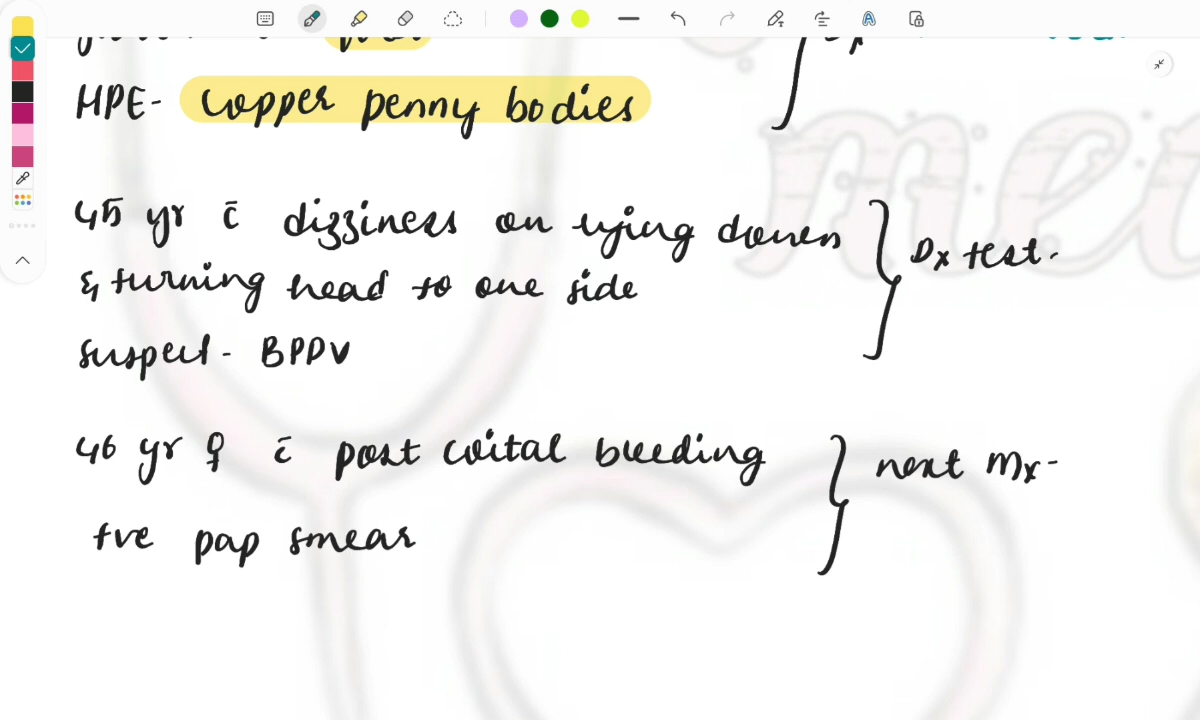 HPE- copper penny bodies
45 yr c̄ dizziness on lying down
& turning head to one side
suspect - BPPV
Dx test.
46 yr ♀ c̄ post coital bleeding
+ve pap smear
next Mx-